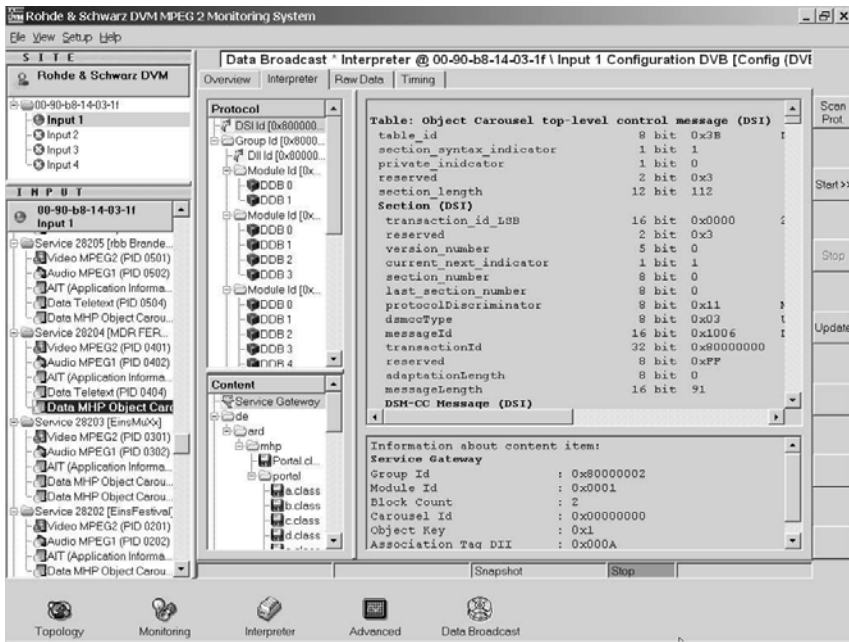 Rohde & Schwarz DVM MPEG 2 Monitoring System
File View Setup Help
SITE
Rohde & Schwarz DVM
00-90-b8-14-03-1f
Input 1
Input 2
Input 3
Input 4
INPUT
00-90-b8-14-03-1f
Input 1
Service 28205 [rbb Brande...
Video MPEG2 (PID 0501)
Audio MPEG1 (PID 0502)
AIT (Application Informa...
Data Teletext (PID 0504)
Data MHP Object Carou...
Service 28204 [MDR FER...
Video MPEG2 (PID 0401)
Audio MPEG1 (PID 0402)
AIT (Application Informa...
Data Teletext (PID 0404)
Data MHP Object Caro
Service 28203 [EinsMuXx]
Video MPEG2 (PID 0301)
Audio MPEG1 (PID 0302)
AIT (Application Informa...
Data MHP Object Carou...
Data MHP Object Carou...
Service 28202 [EinsFestival]
Video MPEG2 (PID 0201)
Audio MPEG1 (PID 0202)
AIT (Application Informa...
Data MHP Object Carou...
Data Broadcast * Interpreter @ 00-90-b8-14-03-1f \ Input 1 Configuration DVB [Config (DVB
Overview Interpreter Raw Data Timing
Protocol
DSI Id [0x800000...
Group Id [0x8000...
DII Id [0x80000...
Module Id [0x...
DDB 0
DDB 1
Module Id [0x...
DDB 0
DDB 1
DDB 2
DDB 3
Module Id [0x...
DDB 0
DDB 1
DDB 2
DDB 3
DDB 4
Content
Service Gateway
de
ard
mhp
Portal.cl...
portal
a.class
b.class
c.class
d.class
Table: Object Carousel top-level control message (DSI)
table_id 8 bit 0x3B
section_syntax_indicator 1 bit 1
private_inidcator 1 bit 0
reserved 2 bit 0x3
section_length 12 bit 112
Section (DSI)
transaction_id_LSB 16 bit 0x0000
reserved 2 bit 0x3
version_number 5 bit 0
current_next_indicator 1 bit 1
section_number 8 bit 0
last_section_number 8 bit 0
protocolDiscriminator 8 bit 0x11
dsmccType 8 bit 0x03
messageId 16 bit 0x1006
transactionId 32 bit 0x80000000
reserved 8 bit 0xFF
adaptationLength 8 bit 0
messageLength 16 bit 91
DSM-CC Message (DSI)
Information about content item:
Service Gateway
Group Id : 0x80000002
Module Id : 0x0001
Block Count : 2
Carousel Id : 0x00000000
Object Key : 0x1
Association Tag DII : 0x000A
Scan Prot.
Start >>
Stop
Update
Snapshot
Stop
Topology
Monitoring
Interpreter
Advanced
Data Broadcast